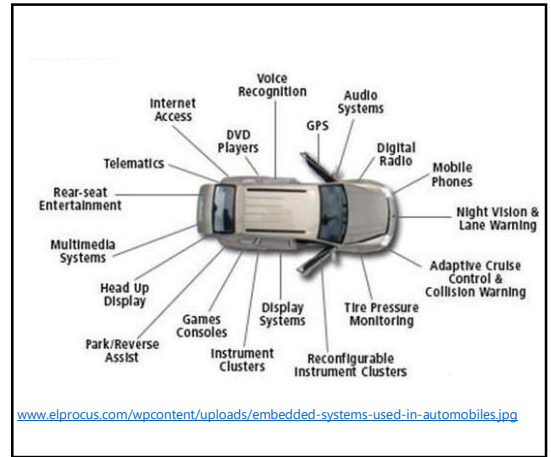 Voice
Recognition
Audio
Systems
Internet
Access
GPS
DVD
Players
Digital
Radio
Telematics
Mobile
Phones
Rear-seat
Entertainment
Night Vision &
Lane Warning
Multimedia
Systems
Adaptive Cruise
Control &
Collision Warning
Head Up
Display
Games
Consoles
Display
Systems
Tire Pressure
Monitoring
Park/Reverse
Assist
Instrument
Clusters
Reconfigurable
Instrument Clusters
www.elprocus.com/wpcontent/uploads/embedded-systems-used-in-automobiles.jpg